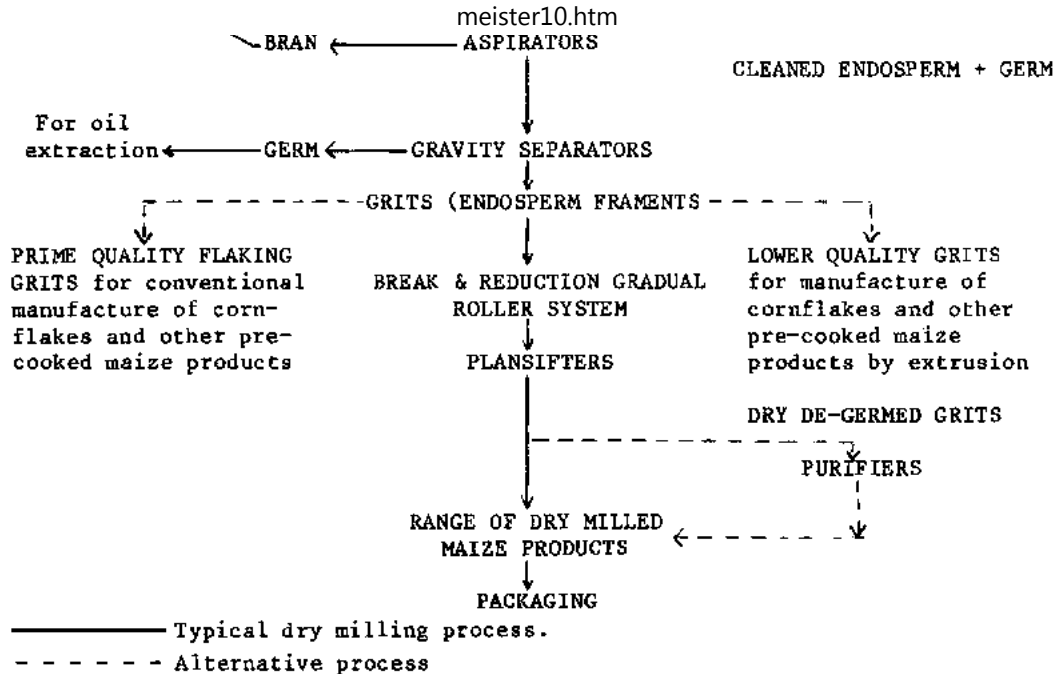 meister10.htm
BRAN ASPIRATORS
CLEANED ENDOSPERM + GERM
For oil
extraction GERM GRAVITY SEPARATORS
GRITS (ENDOSPERM FRAMENTS
PRIME QUALITY FLAKING
GRITS for conventional
manufacture of corn-
flakes and other pre-
cooked maize products
BREAK & REDUCTION GRADUAL
ROLLER SYSTEM
PLANSIFTERS
LOWER QUALITY GRITS
for manufacture of
cornflakes and other
pre-cooked maize
products by extrusion
DRY DE-GERMED GRITS
PURIFIERS
RANGE OF DRY MILLED
MAIZE PRODUCTS
PACKAGING
Typical dry milling process.
Alternative process